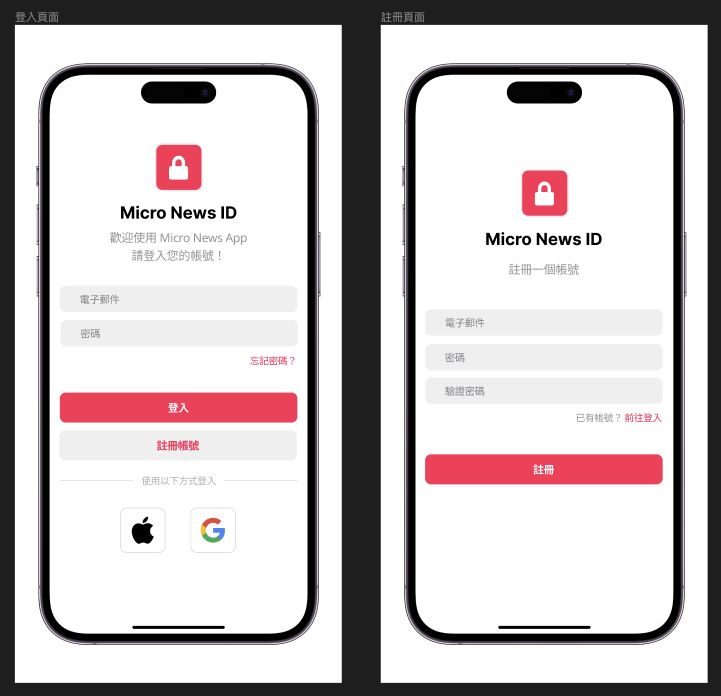 登入頁面
Micro News ID
歡迎使用 Micro News App
請登入您的帳號！
電子郵件
密碼
忘記密碼？
登入
註冊帳號
使用以下方式登入
註冊頁面
Micro News ID
註冊一個帳號
電子郵件
密碼
驗證密碼
已有帳號？ 前往登入
註冊